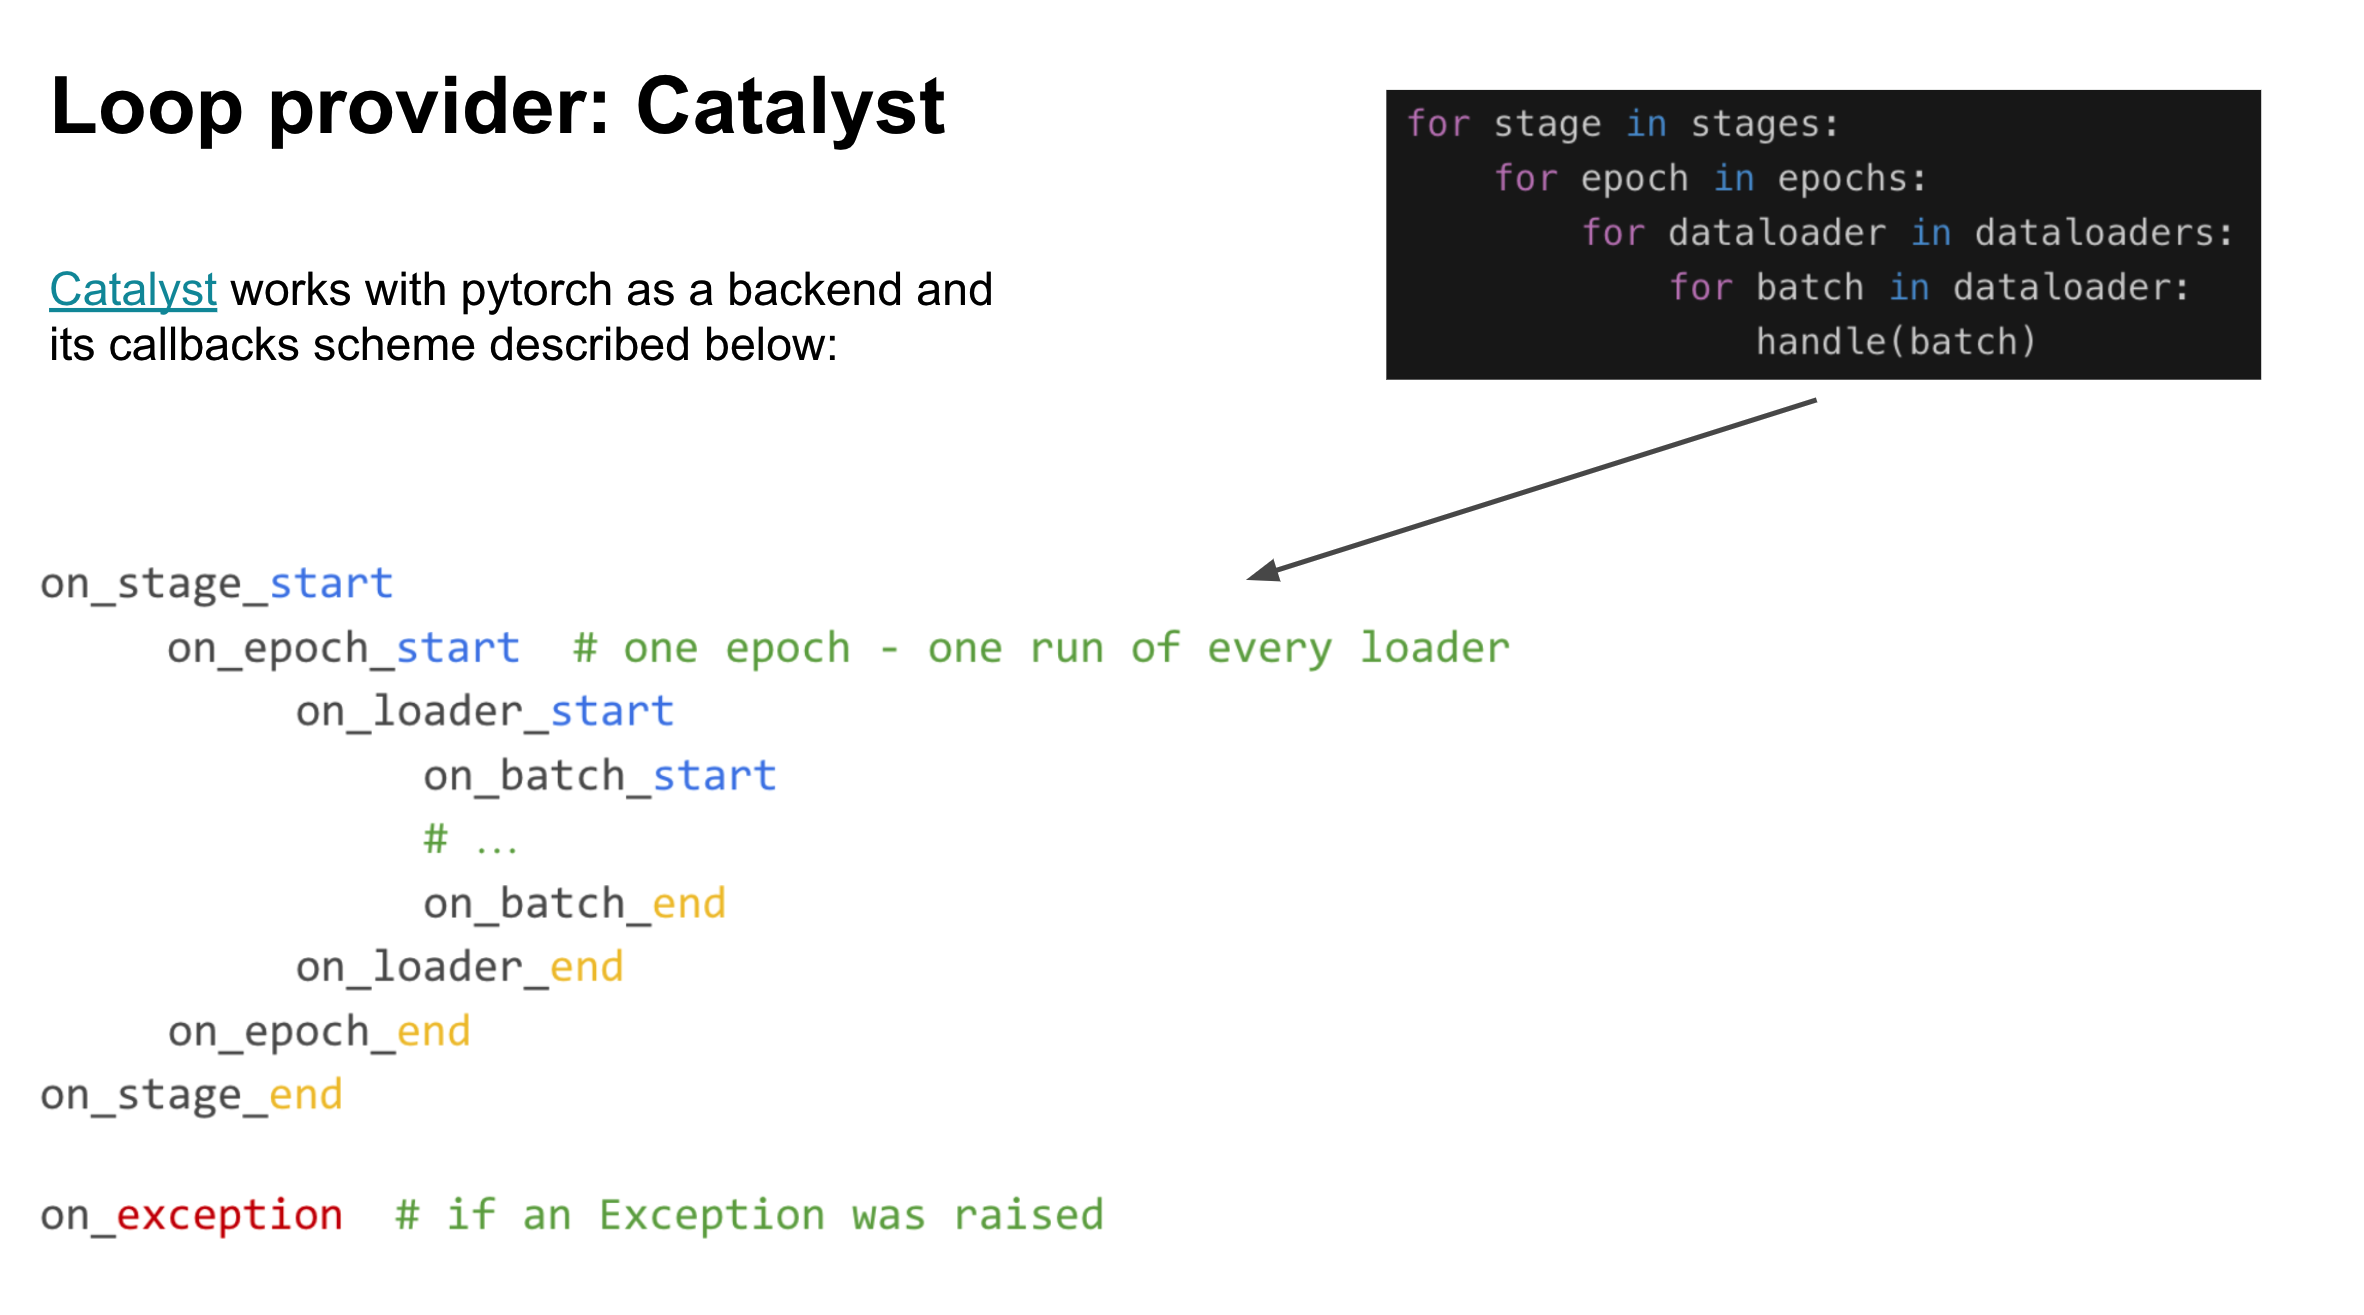 Loop provider: Catalyst
Catalyst works with pytorch as a backend and
its callbacks scheme described below:
for stage in stages:
for epoch in epochs:
for dataloader in dataloaders:
for batch in dataloader:
handle(batch)
on_stage_start
on_epoch_start # one epoch - one run of every loader
on_loader_start
on_batch_start
# ...
on_batch_end
on_loader_end
on_epoch_end
on_stage_end
on_exception # if an Exception was raised